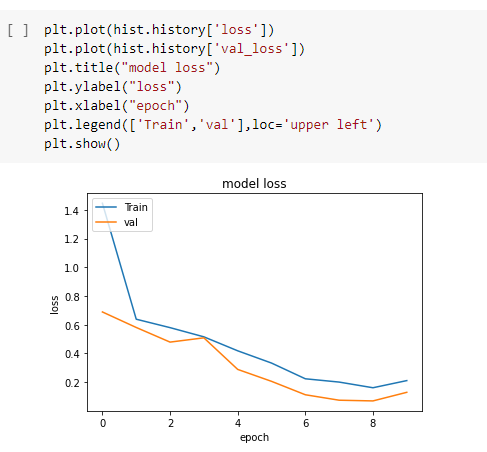 [ ] plt.plot(hist.history['loss'])
plt.plot(hist.history['val_loss'])
plt.title("model loss")
plt.ylabel("loss")
plt.xlabel("epoch")
plt.legend(['Train','val'],loc='upper left')
plt.show()
model loss
Train
val
1.4
1.2
1.0
0.8
0.6
0.4
0.2
loss
0 2 4 6 8
epoch